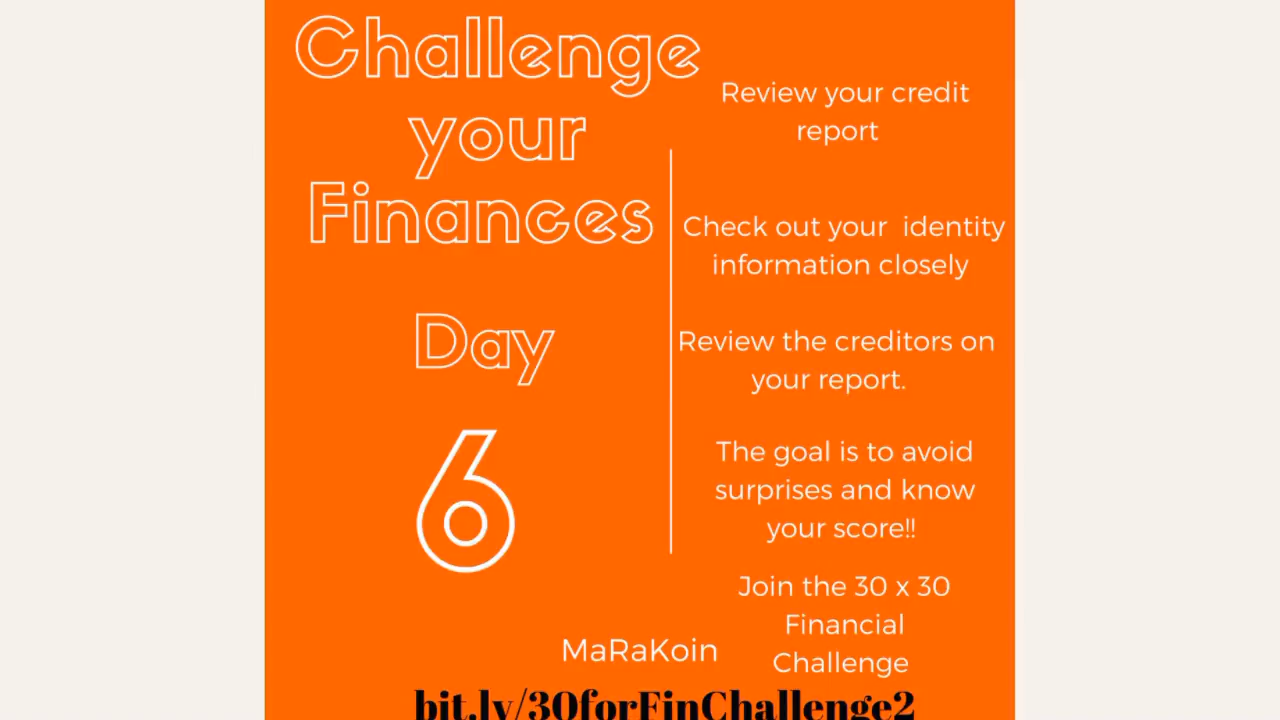 Challenge
your
Finances
Day
6
Review your credit
report
Check out your identity
information closely
Review the creditors on
your report.
The goal is to avoid
surprises and know
your score!!
Join the 30 x 30
Financial
Challenge
MaRaKoin
bit.ly/30forFinChallenge2